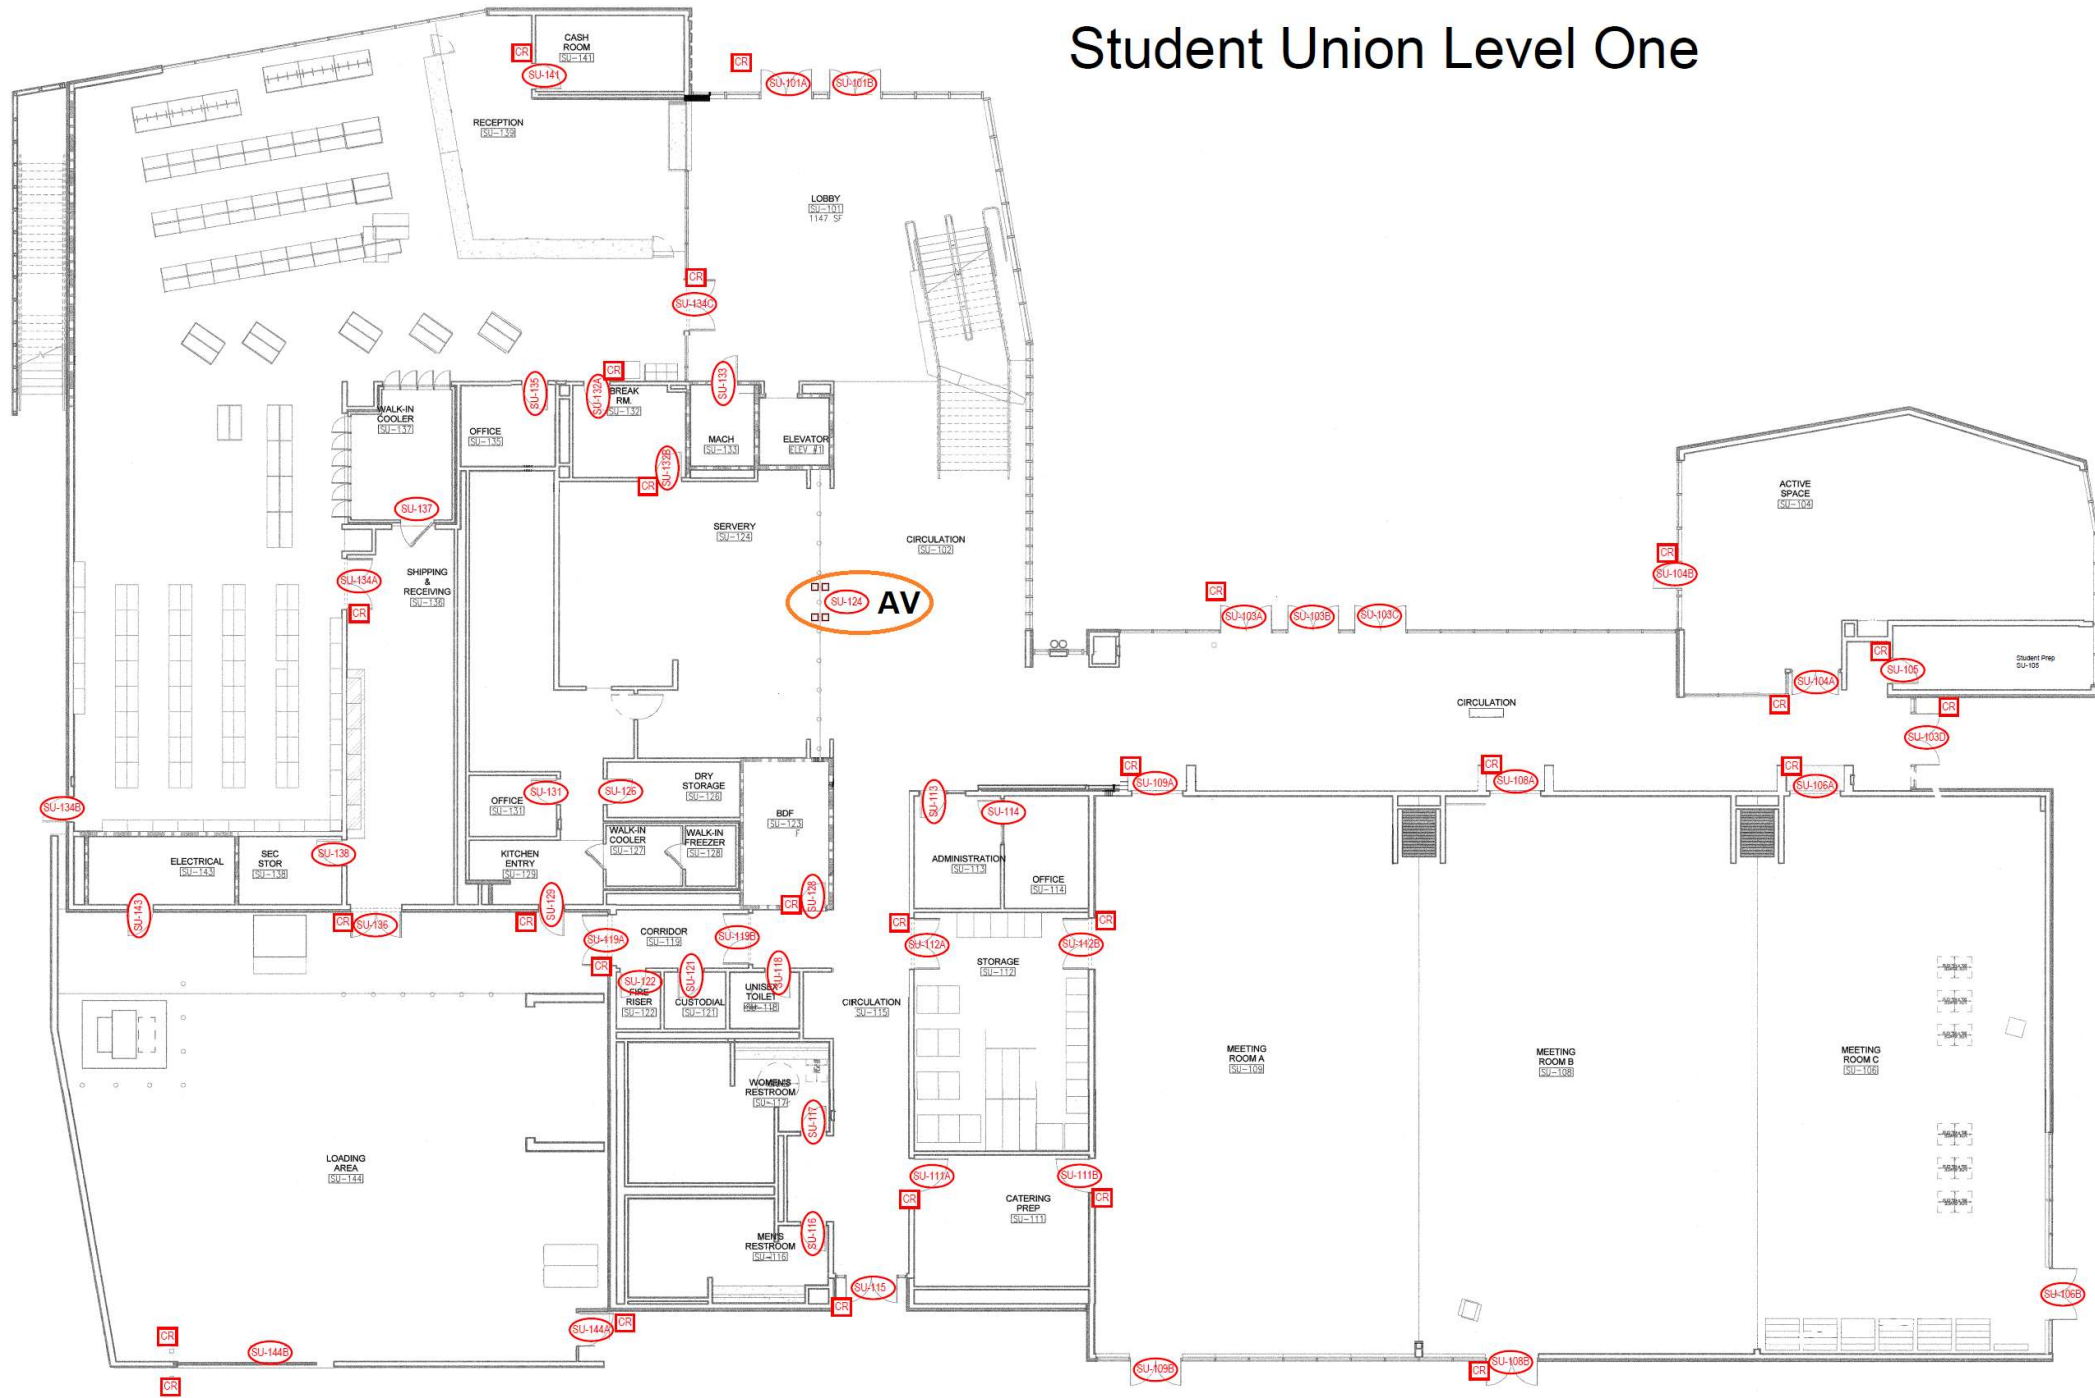 Student Union Level One
CASH
ROOM
SU-141
CR
SU-141
CR
SU-101A
SU-101B
RECEPTION
SU-139
LOBBY
SU-101
1147 SF
CR
SU-134C
CR
SU-135
SU-132A
BREAK
RM.
SU-132
SU-133
WALK-IN
COOLER
SU-137
OFFICE
SU-135
MACH
SU-133
ELEVATOR
ELEV #1
SU-132B
CR
SU-137
ACTIVE
SPACE
SU-104
SERVERY
SU-124
CIRCULATION
SU-102
CR
SU-104B
SU-134A
CR
SHIPPING
&
RECEIVING
SU-136
SU-124
AV
CR
SU-103A
SU-103B
SU-103C
CR
SU-105
Student Prep
SU-105
SU-104A
CR
CIRCULATION
CR
SU-103D
CR
SU-109A
CR
SU-108A
CR
SU-106A
SU-134B
OFFICE
SU-131
SU-131
SU-126
DRY
STORAGE
SU-126
BDF
SU-123
F
SU-113
SU-114
WALK-IN
COOLER
SU-127
WALK-IN
FREEZER
SU-128
ELECTRICAL
SU-143
SEC
STOR
SU-138
SU-138
KITCHEN
ENTRY
SU-129
ADMINISTRATION
SU-113
OFFICE
SU-114
SU-143
CR
SU-136
CR
SU-129
CR
SU-128
CR
SU-112A
CR
SU-112B
SU-119A
CORRIDOR
SU-119
SU-119B
CR
STORAGE
SU-112
SU-122
FIRE
RISER
SU-122
SU-121
CUSTODIAL
SU-121
SU-118
UNISEX
TOILET
SU-118
CIRCULATION
SU-115
MEETING
ROOM A
SU-109
MEETING
ROOM B
SU-108
MEETING
ROOM C
SU-106
WOMEN'S
RESTROOM
SU-117
SU-117
LOADING
AREA
SU-144
SU-111A
CR
SU-111B
CR
CATERING
PREP
SU-111
MEN'S
RESTROOM
SU-116
SU-116
SU-115
CR
SU-106B
CR
SU-144A
CR
SU-144B
CR
SU-109B
CR
SU-108B